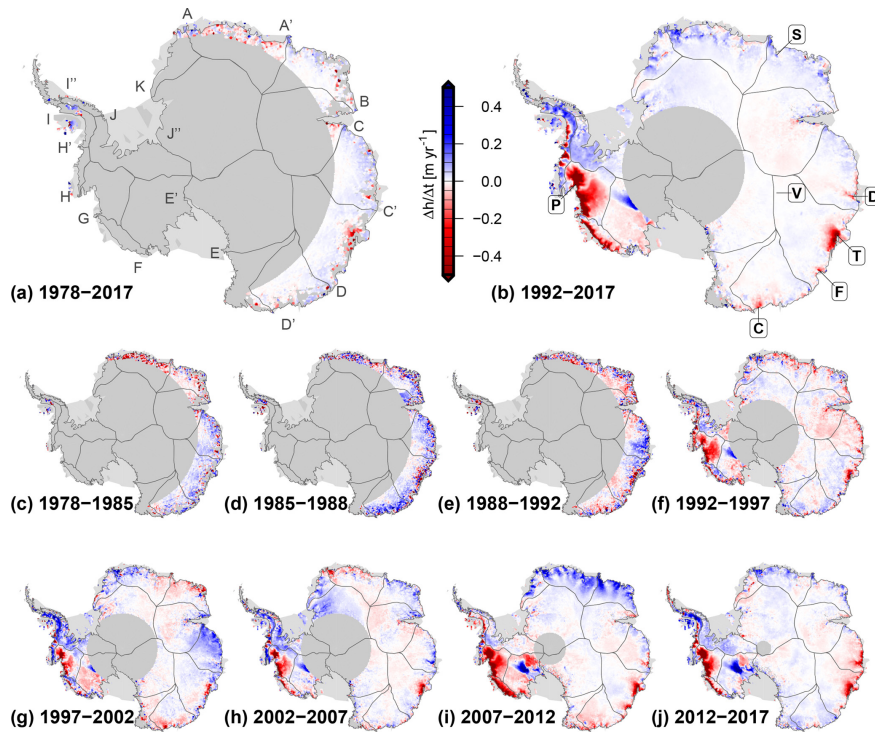 A
A'
I''
K
J
I
H'
J''
B
C
H
E'
G
C'
F
E
D
D'
(a) 1978−2017
0.4
0.2
0.0
−0.2
−0.4
Δh/Δt [m yr⁻¹]
S
P
V
D
T
F
C
(b) 1992−2017
(c) 1978−1985
(d) 1985−1988
(e) 1988−1992
(f) 1992−1997
(g) 1997−2002
(h) 2002−2007
(i) 2007−2012
(j) 2012−2017